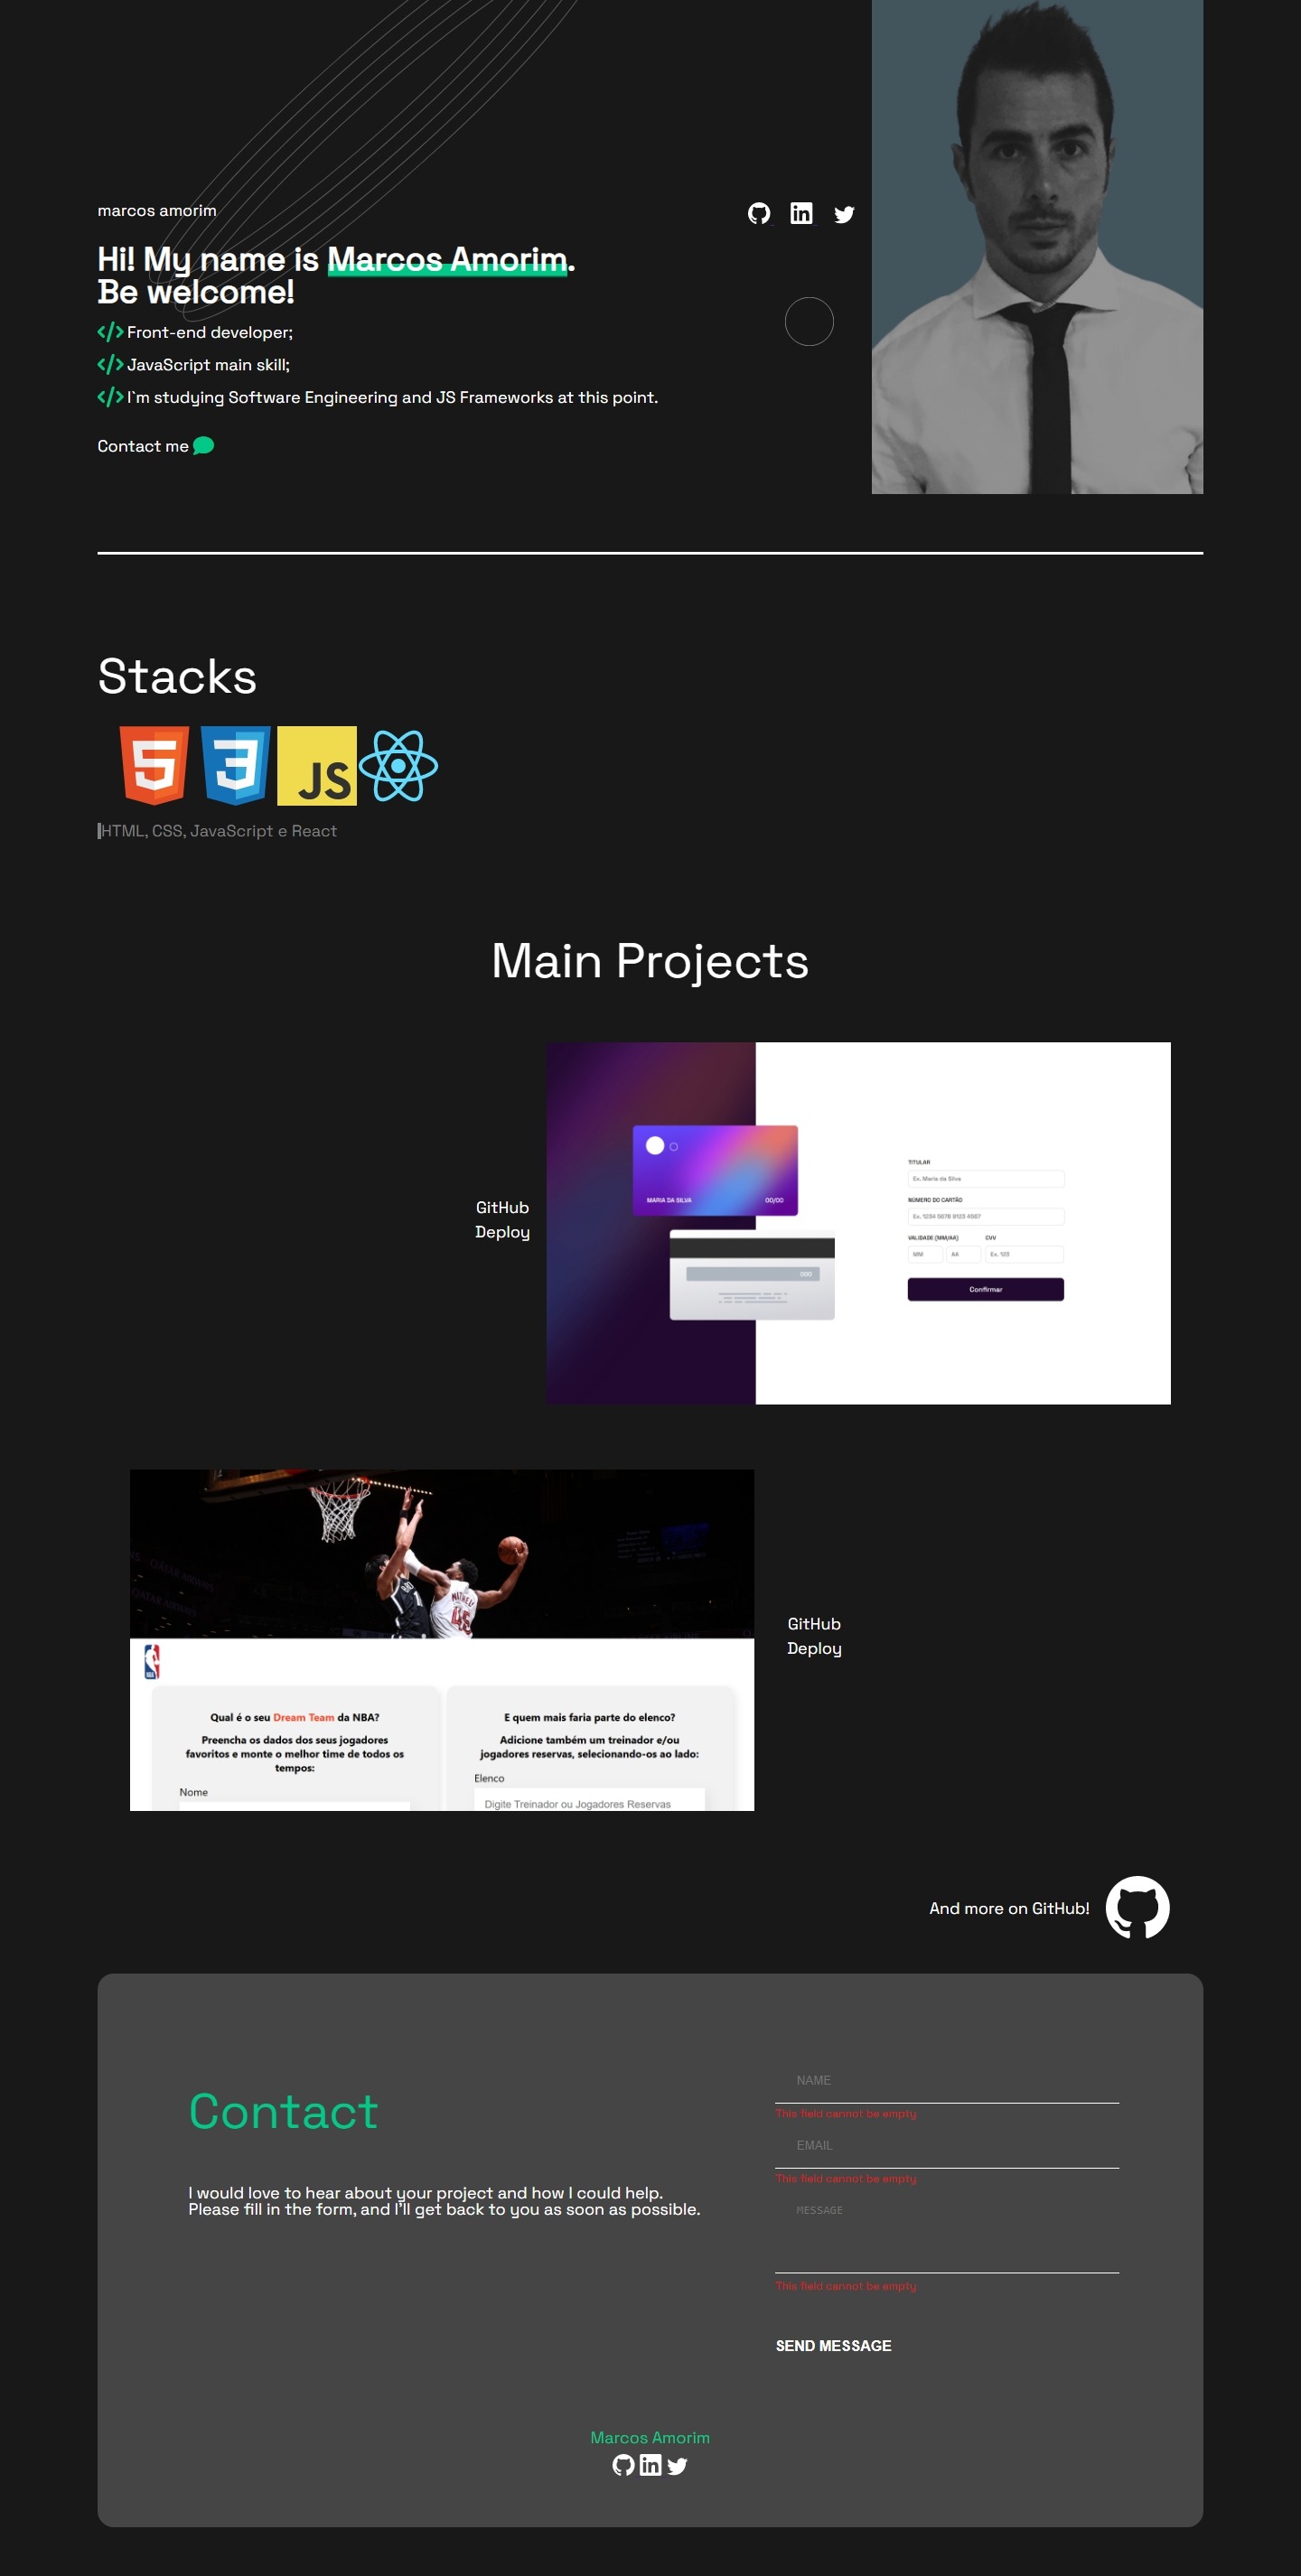 marcos amorim
Hi! My name is Marcos Amorim.
Be welcome!
</> Front-end developer;
</> JavaScript main skill;
</> I`m studying Software Engineering and JS Frameworks at this point.
Contact me
in
Stacks
5
3
JS
HTML, CSS, JavaScript e React
Main Projects
GitHub
Deploy
MARIA DA SILVA
00/00
000
TITULAR
Ex. Maria da Silva
NÚMERO DO CARTÃO
Ex. 1234 5678 9123 4567
VALIDADE (MM/AA)
CVV
MM
AA
Ex. 123
Confirmar
QATAR AIRWAYS
MITCHELL
45
GitHub
Deploy
Qual é o seu Dream Team da NBA?
Preencha os dados dos seus jogadores
favoritos e monte o melhor time de todos os
tempos:
Nome
E quem mais faria parte do elenco?
Adicione também um treinador e/ou
jogadores reservas, selecionando-os ao lado:
Elenco
Digite Treinador ou Jogadores Reservas
And more on GitHub!
Contact
I would love to hear about your project and how I could help.
Please fill in the form, and I'll get back to you as soon as possible.
NAME
This field cannot be empty
EMAIL
This field cannot be empty
MESSAGE
This field cannot be empty
SEND MESSAGE
Marcos Amorim
in